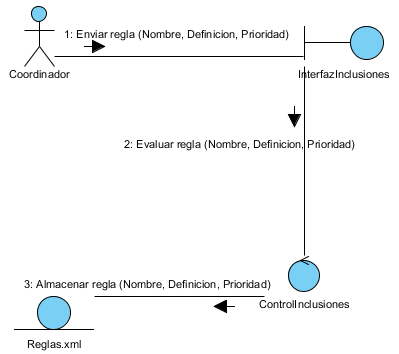 1: Enviar regla (Nombre, Definicion, Prioridad)
Coordinador
InterfazInclusiones
2: Evaluar regla (Nombre, Definicion, Prioridad)
3: Almacenar regla (Nombre, Definicion, Prioridad)
ControlInclusiones
Reglas.xml